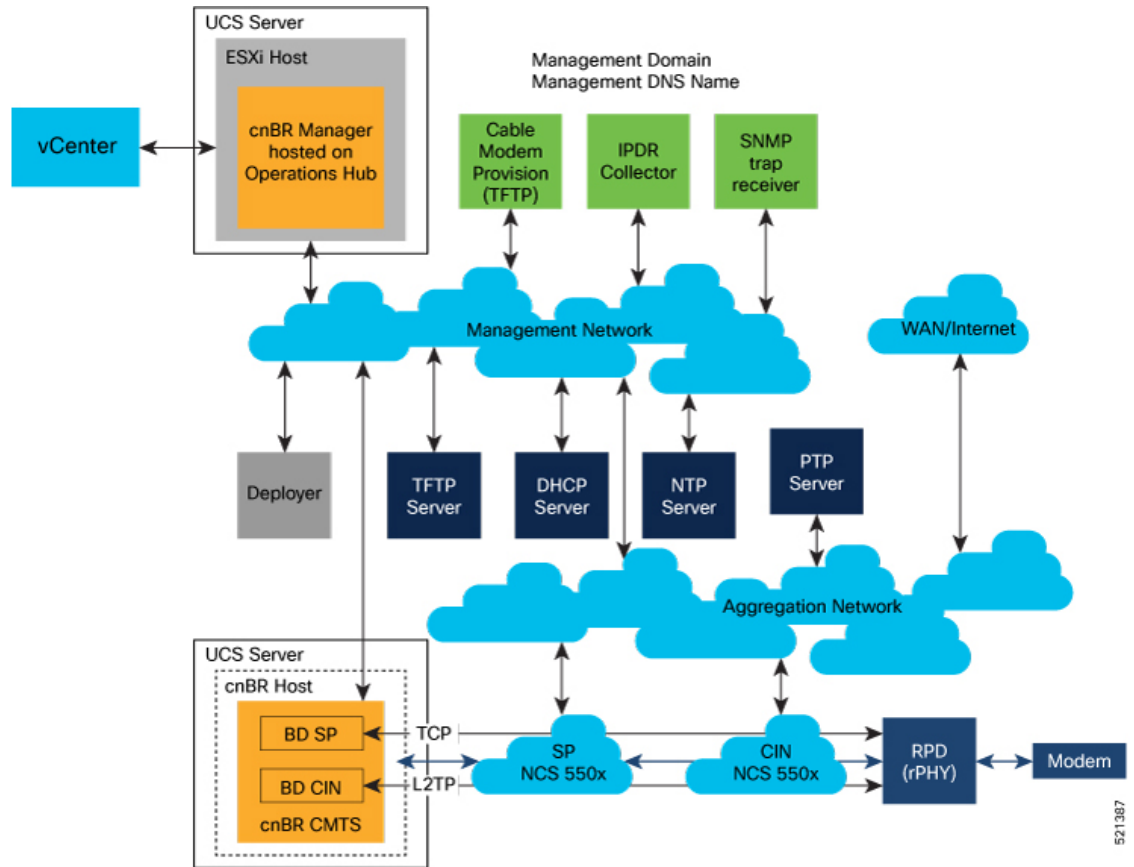 UCS Server
ESXi Host
cnBR Manager
hosted on
Operations Hub
vCenter
Management Domain
Management DNS Name
Cable
Modem
Provision
(TFTP)
IPDR
Collector
SNMP
trap
receiver
Management Network
WAN/Internet
Deployer
TFTP
Server
DHCP
Server
NTP
Server
PTP
Server
Aggregation Network
UCS Server
cnBR Host
BD SP
BD CIN
cnBR CMTS
TCP
L2TP
SP
NCS 550x
CIN
NCS 550x
RPD
(rPHY)
Modem
521387